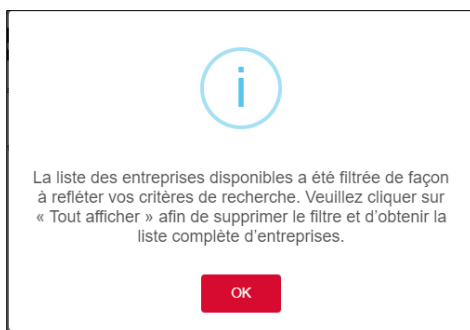 i
La liste des entreprises disponibles a été filtrée de façon
à refléter vos critères de recherche. Veuillez cliquer sur
« Tout afficher » afin de supprimer le filtre et d'obtenir la
liste complète d'entreprises.
OK